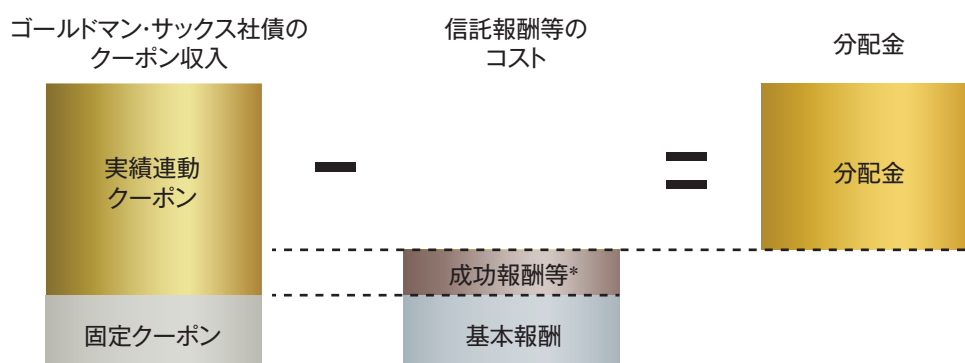 ゴールドマン・サックス社債の
クーポン収入
信託報酬等の
コスト
分配金
実績連動
クーポン
分配金
成功報酬等*
固定クーポン
基本報酬